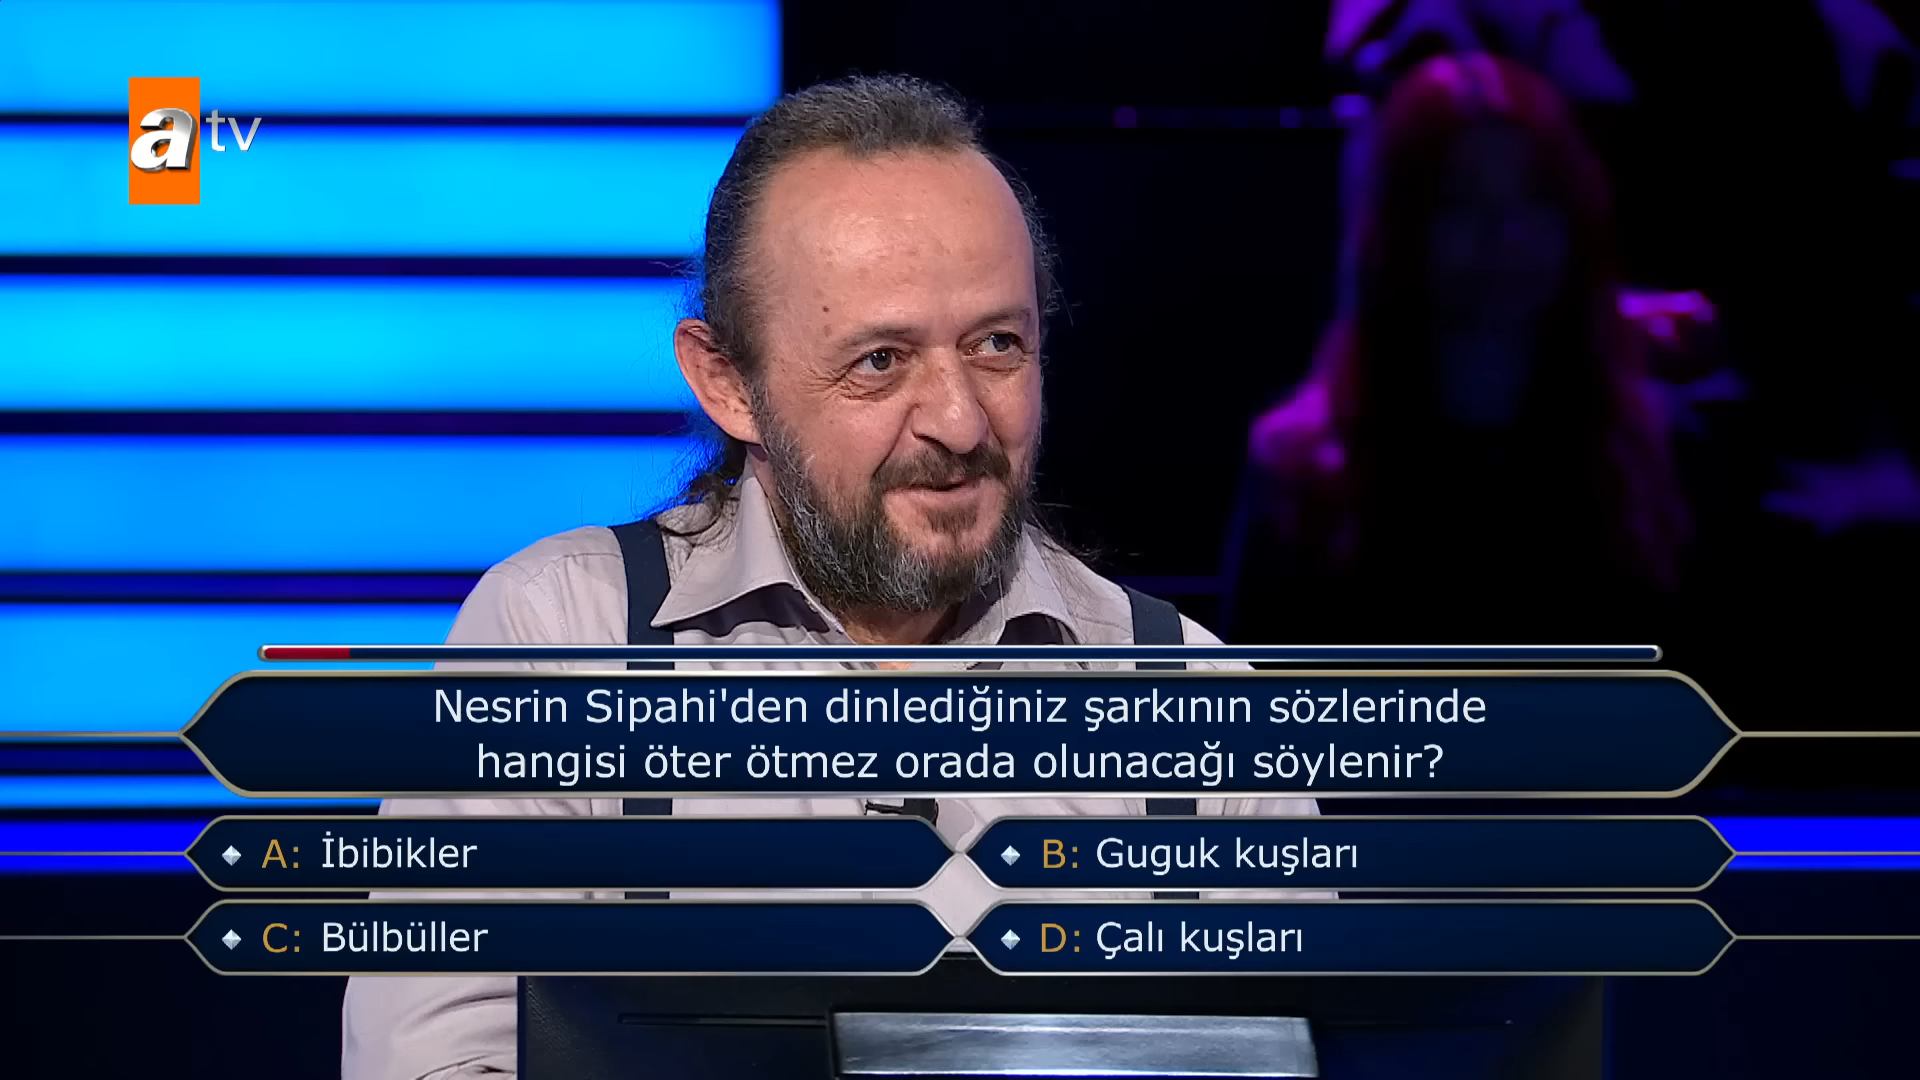 atv
Nesrin Sipahi'den dinlediğiniz şarkının sözlerinde
hangisi öter ötmez orada olunacağı söylenir?
A: İbibikler
B: Guguk kuşları
C: Bülbüller
D: Çalı kuşları